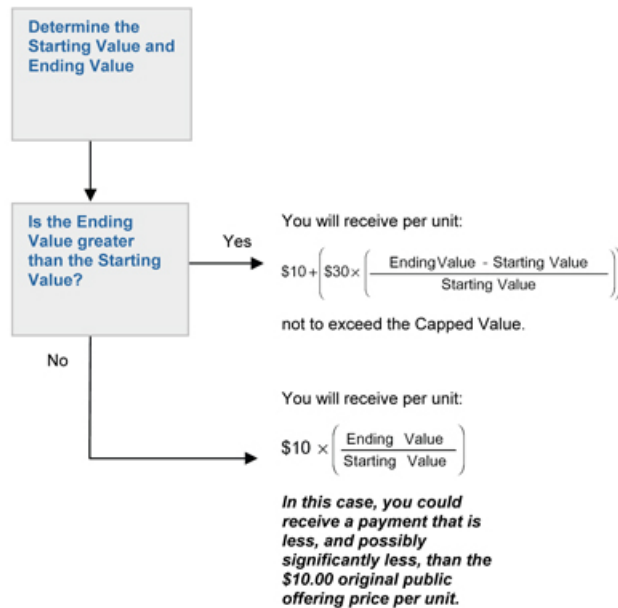 Determine the
Starting Value and
Ending Value
Is the Ending
Value greater
than the Starting
Value?
Yes
You will receive per unit:
$10+($30×(EndingValue - Starting Value
Starting Value))
not to exceed the Capped Value.
No
You will receive per unit:
$10 ×(Ending Value
Starting Value)
In this case, you could
receive a payment that is
less, and possibly
significantly less, than the
$10.00 original public
offering price per unit.